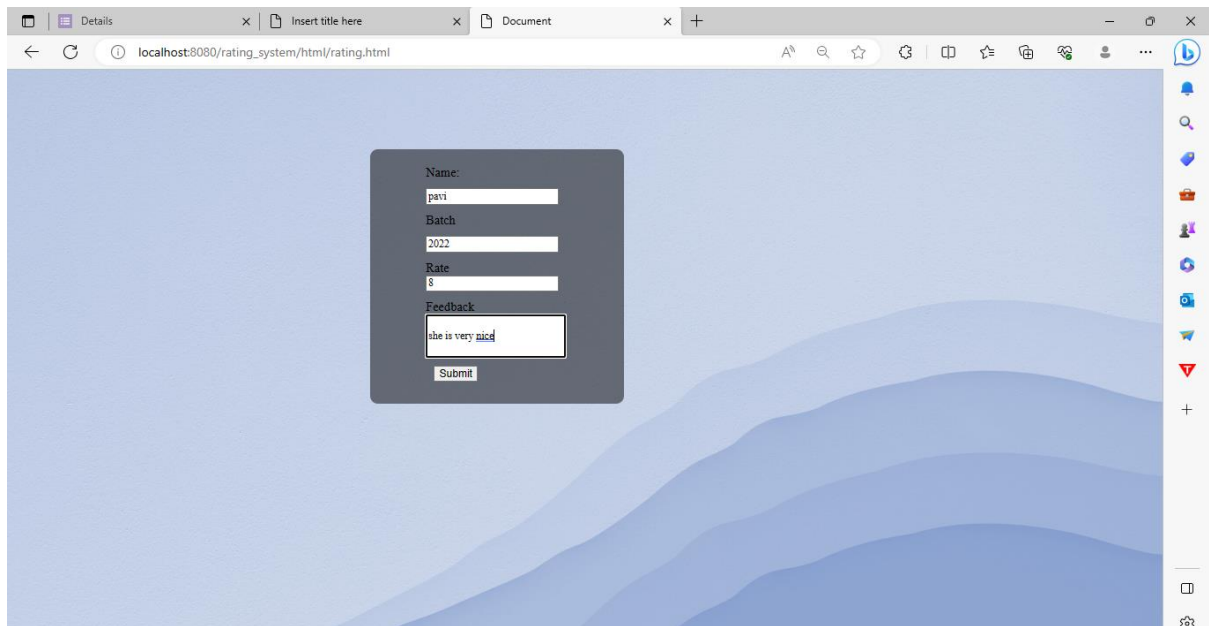 Details
Insert title here
Document
localhost:8080/rating_system/html/rating.html
Name:
pavi
Batch
2022
Rate
8
Feedback
she is very nice
Submit